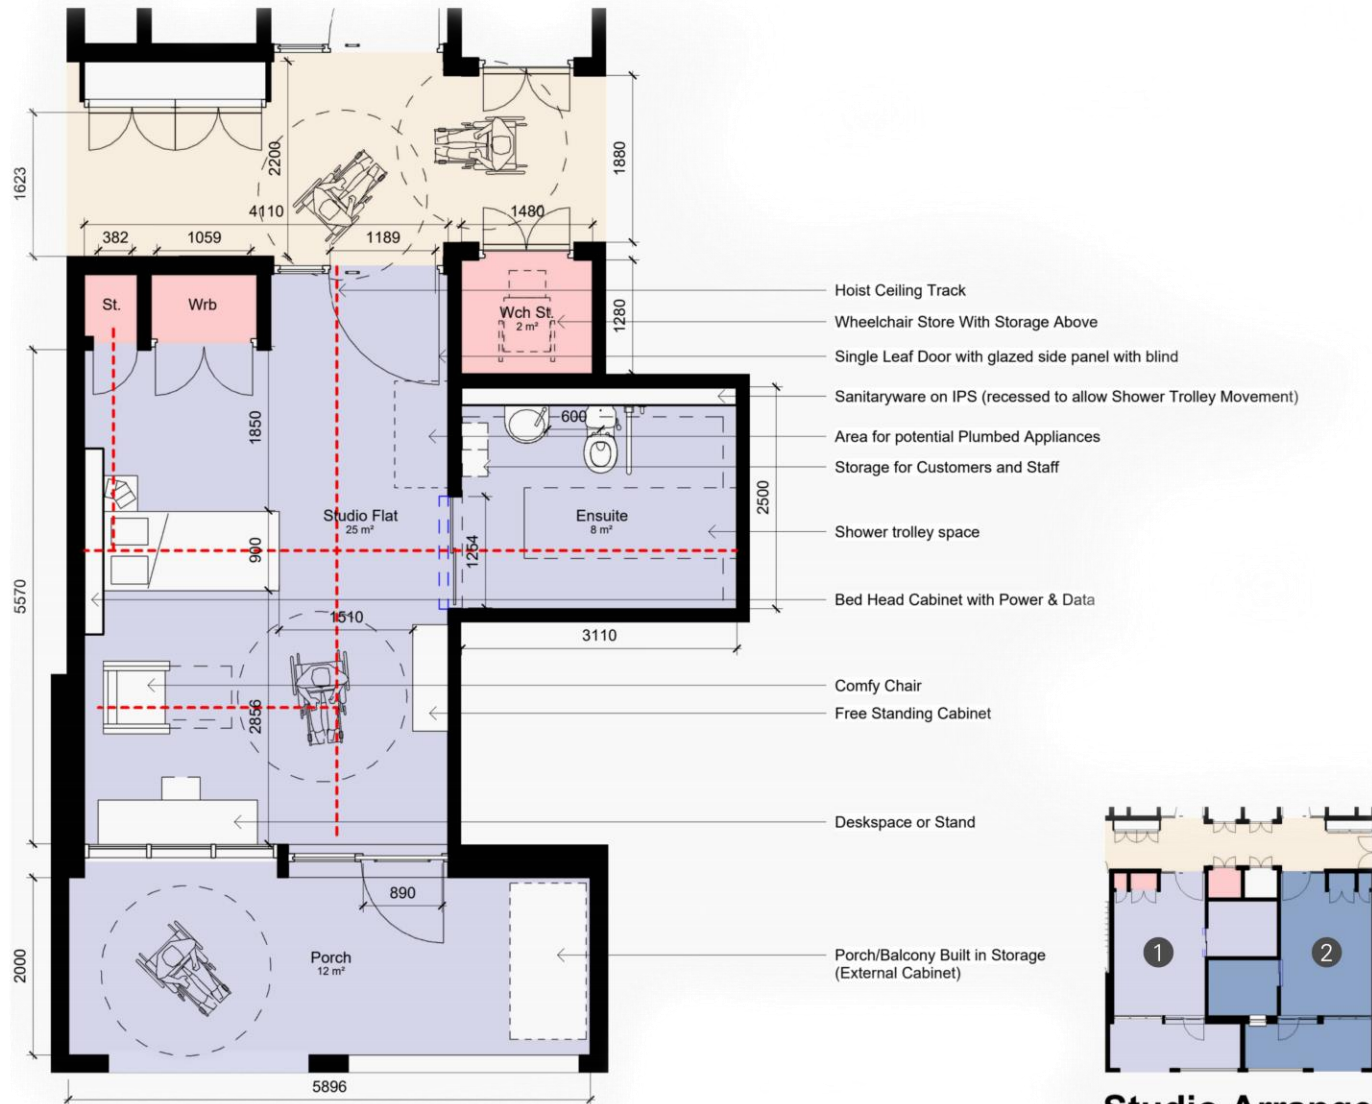 2200
1880
1623
4110
1480
382
1059
1189
St.
Wrb
Wch St.
2 m²
1280
Hoist Ceiling Track
Wheelchair Store With Storage Above
Single Leaf Door with glazed side panel with blind
Sanitaryware on IPS (recessed to allow Shower Trolley Movement)
Area for potential Plumbed Appliances
Storage for Customers and Staff
Shower trolley space
Bed Head Cabinet with Power & Data
Comfy Chair
Free Standing Cabinet
Deskspace or Stand
Porch/Balcony Built in Storage
(External Cabinet)
1850
600
2500
Studio Flat
25 m²
Ensuite
8 m²
900
1254
5570
1510
3110
2856
890
2000
Porch
12 m²
5896
1
2